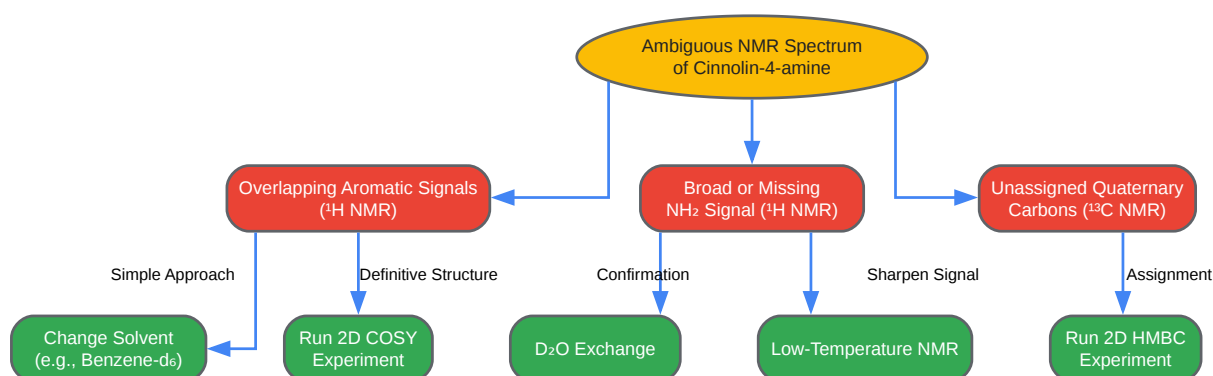 Ambiguous NMR Spectrum
of Cinnolin-4-amine
Overlapping Aromatic Signals
(¹H NMR)
Broad or Missing
NH₂ Signal (¹H NMR)
Unassigned Quaternary
Carbons (¹³C NMR)
Simple Approach
Definitive Structure
Confirmation
Sharpen Signal
Assignment
Change Solvent
(e.g., Benzene-d₆)
Run 2D COSY
Experiment
D₂O Exchange
Low-Temperature NMR
Run 2D HMBC
Experiment